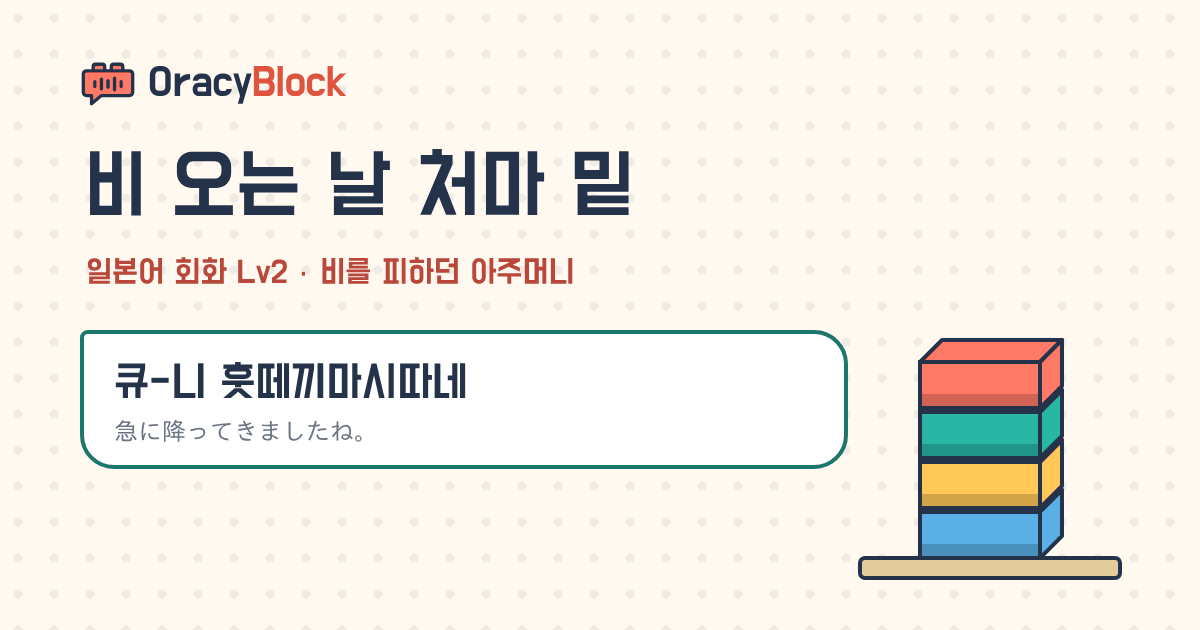 OracyBlock
비 오는 날 처마 밑
일본어 회화 Lv2 · 비를 피하던 아주머니
큐-니 훗떼끼마시따네
急に降ってきましたね。